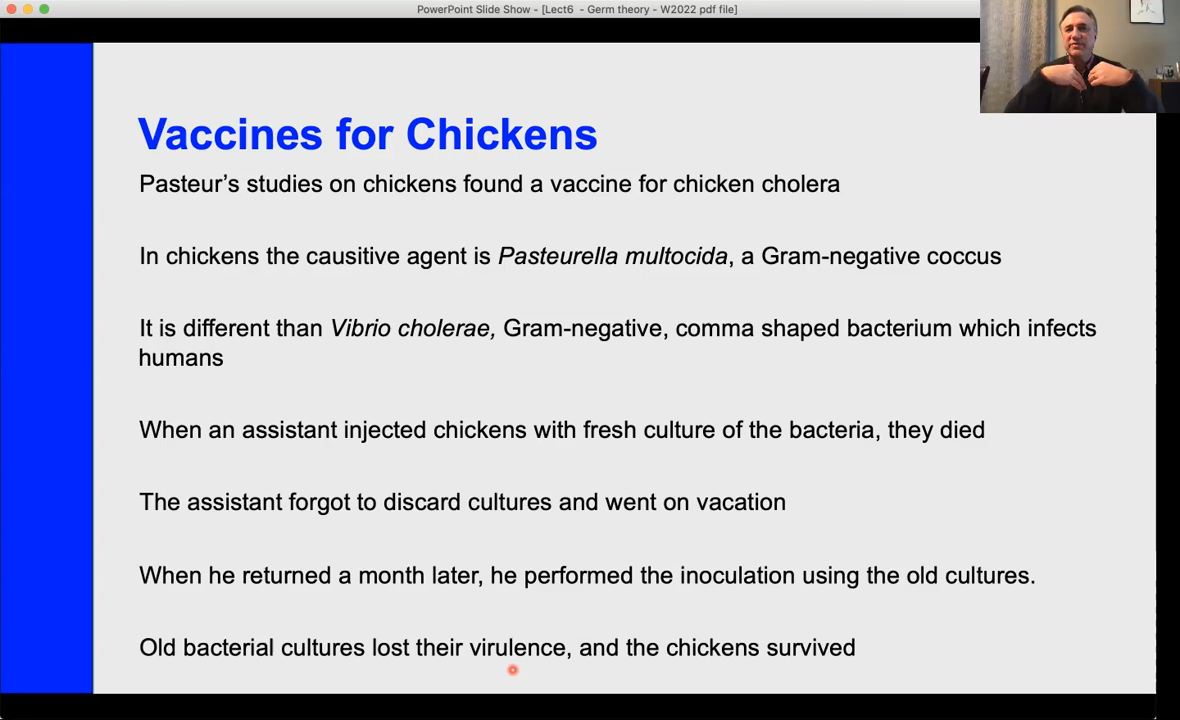 PowerPoint Slide Show - [Lect6  - Germ theory - W2022 pdf file]
Vaccines for Chickens
Pasteur’s studies on chickens found a vaccine for chicken cholera
In chickens the causitive agent is Pasteurella multocida, a Gram-negative coccus
It is different than Vibrio cholerae, Gram-negative, comma shaped bacterium which infects
humans
When an assistant injected chickens with fresh culture of the bacteria, they died
The assistant forgot to discard cultures and went on vacation
When he returned a month later, he performed the inoculation using the old cultures.
Old bacterial cultures lost their virulence, and the chickens survived